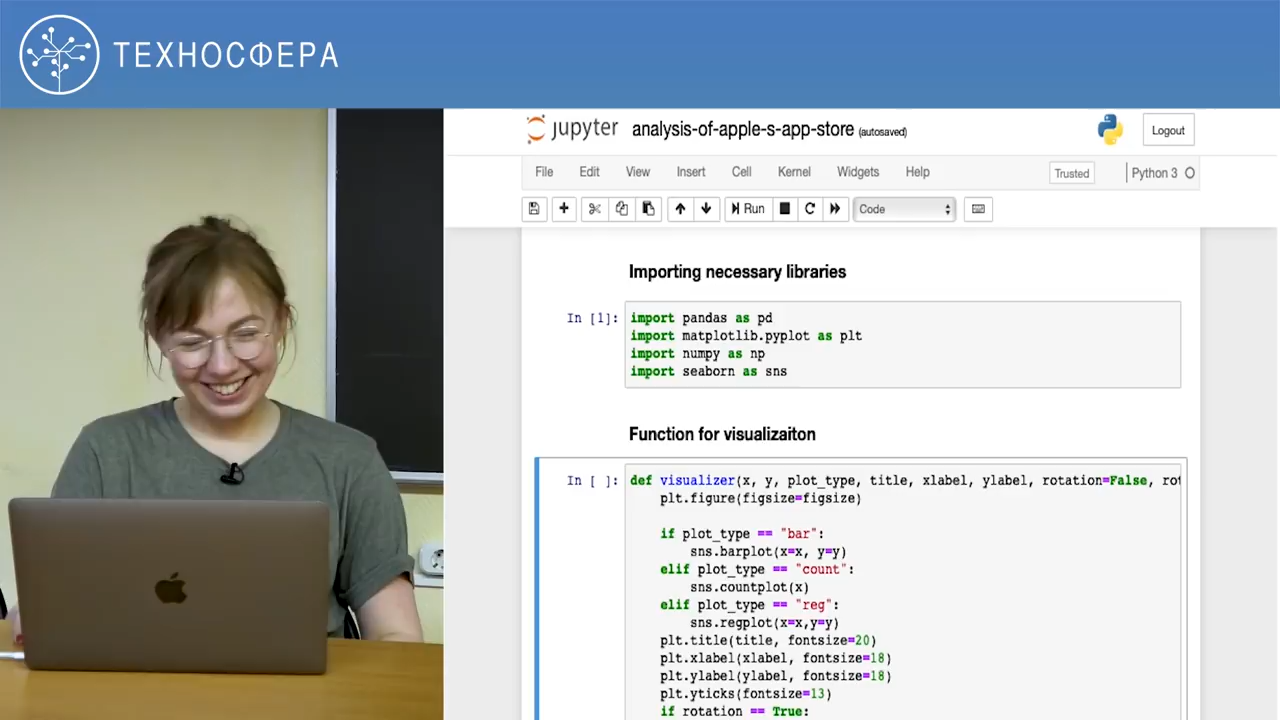 ТЕХНОСФЕРА
jupyter analysis-of-apple-s-app-store (autosaved)
Logout
File Edit View Insert Cell Kernel Widgets Help
Trusted
Python 3
Run
Code
Importing necessary libraries
In [1]:
import pandas as pd
import matplotlib.pyplot as plt
import numpy as np
import seaborn as sns
Function for visualizaiton
In [ ]:
def visualizer(x, y, plot_type, title, xlabel, ylabel, rotation=False, rot
plt.figure(figsize=figsize)
if plot_type == "bar":
sns.barplot(x=x, y=y)
elif plot_type == "count":
sns.countplot(x)
elif plot_type == "reg":
sns.regplot(x=x,y=y)
plt.title(title, fontsize=20)
plt.xlabel(xlabel, fontsize=18)
plt.ylabel(ylabel, fontsize=18)
plt.yticks(fontsize=13)
if rotation == True: